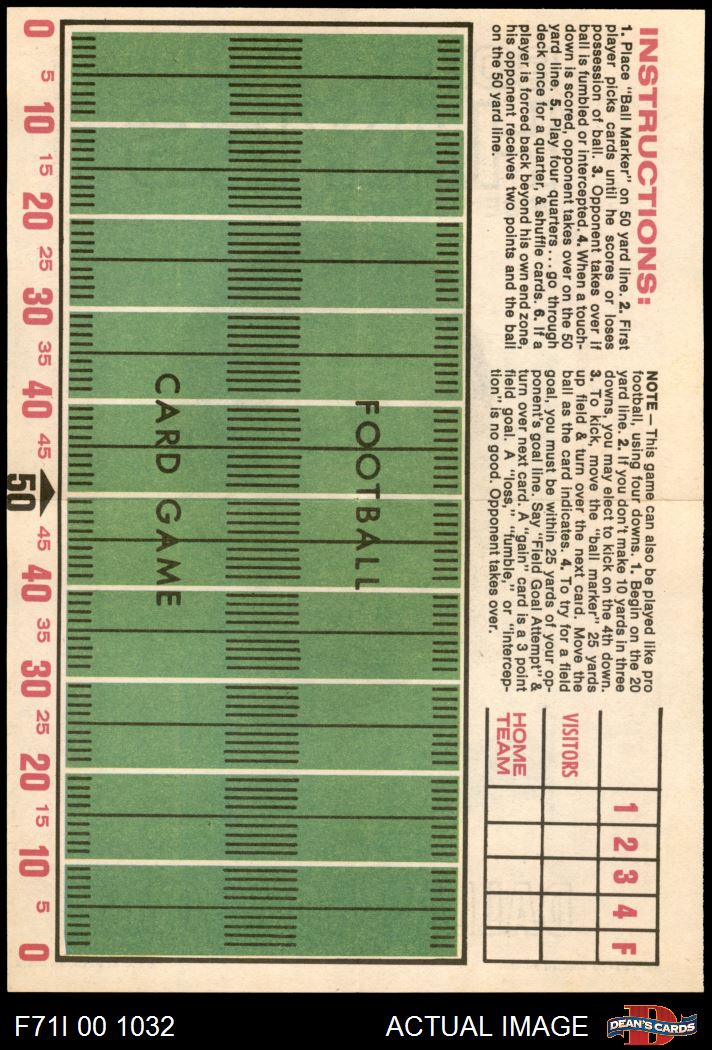 INSTRUCTIONS:
1. Place "Ball Marker" on 50 yard line. 2. First
player picks cards until he scores or loses
possession of ball. 3. Opponent takes over if
ball is fumbled or intercepted. 4. When a touch-
down is scored, opponent takes over on the 50
yard line. 5. Play four quarters...go through
deck once for a quarter, & shuffle cards. 6. If a
player is forced back beyond his own end zone,
his opponent receives two points and the ball
on the 50 yard line.
NOTE — This game can also be played like pro
football, using four downs. 1. Begin on the 20
yard line. 2. If you don't make 10 yards in three
downs, you may elect to kick on the 4th down.
3. To kick, move the "ball marker" 25 yards
up field & turn over the next card. Move the
ball as the card indicates. 4. To try for a field
goal, you must be within 25 yards of your op-
ponent's goal line. Say "Field Goal Attempt" &
turn over next card. A "gain" card is a 3 point
field goal. A "loss," "fumble," or "intercep-
tion" is no good. Opponent takes over.
1 2 3 4 F
VISITORS
HOME
TEAM
FOOTBALL
CARD GAME
0 5 10 15 20 25 30 35 40 45 50 45 40 35 30 25 20 15 10 5 0
F71I 00 1032
ACTUAL IMAGE
DEAN'S CARDS